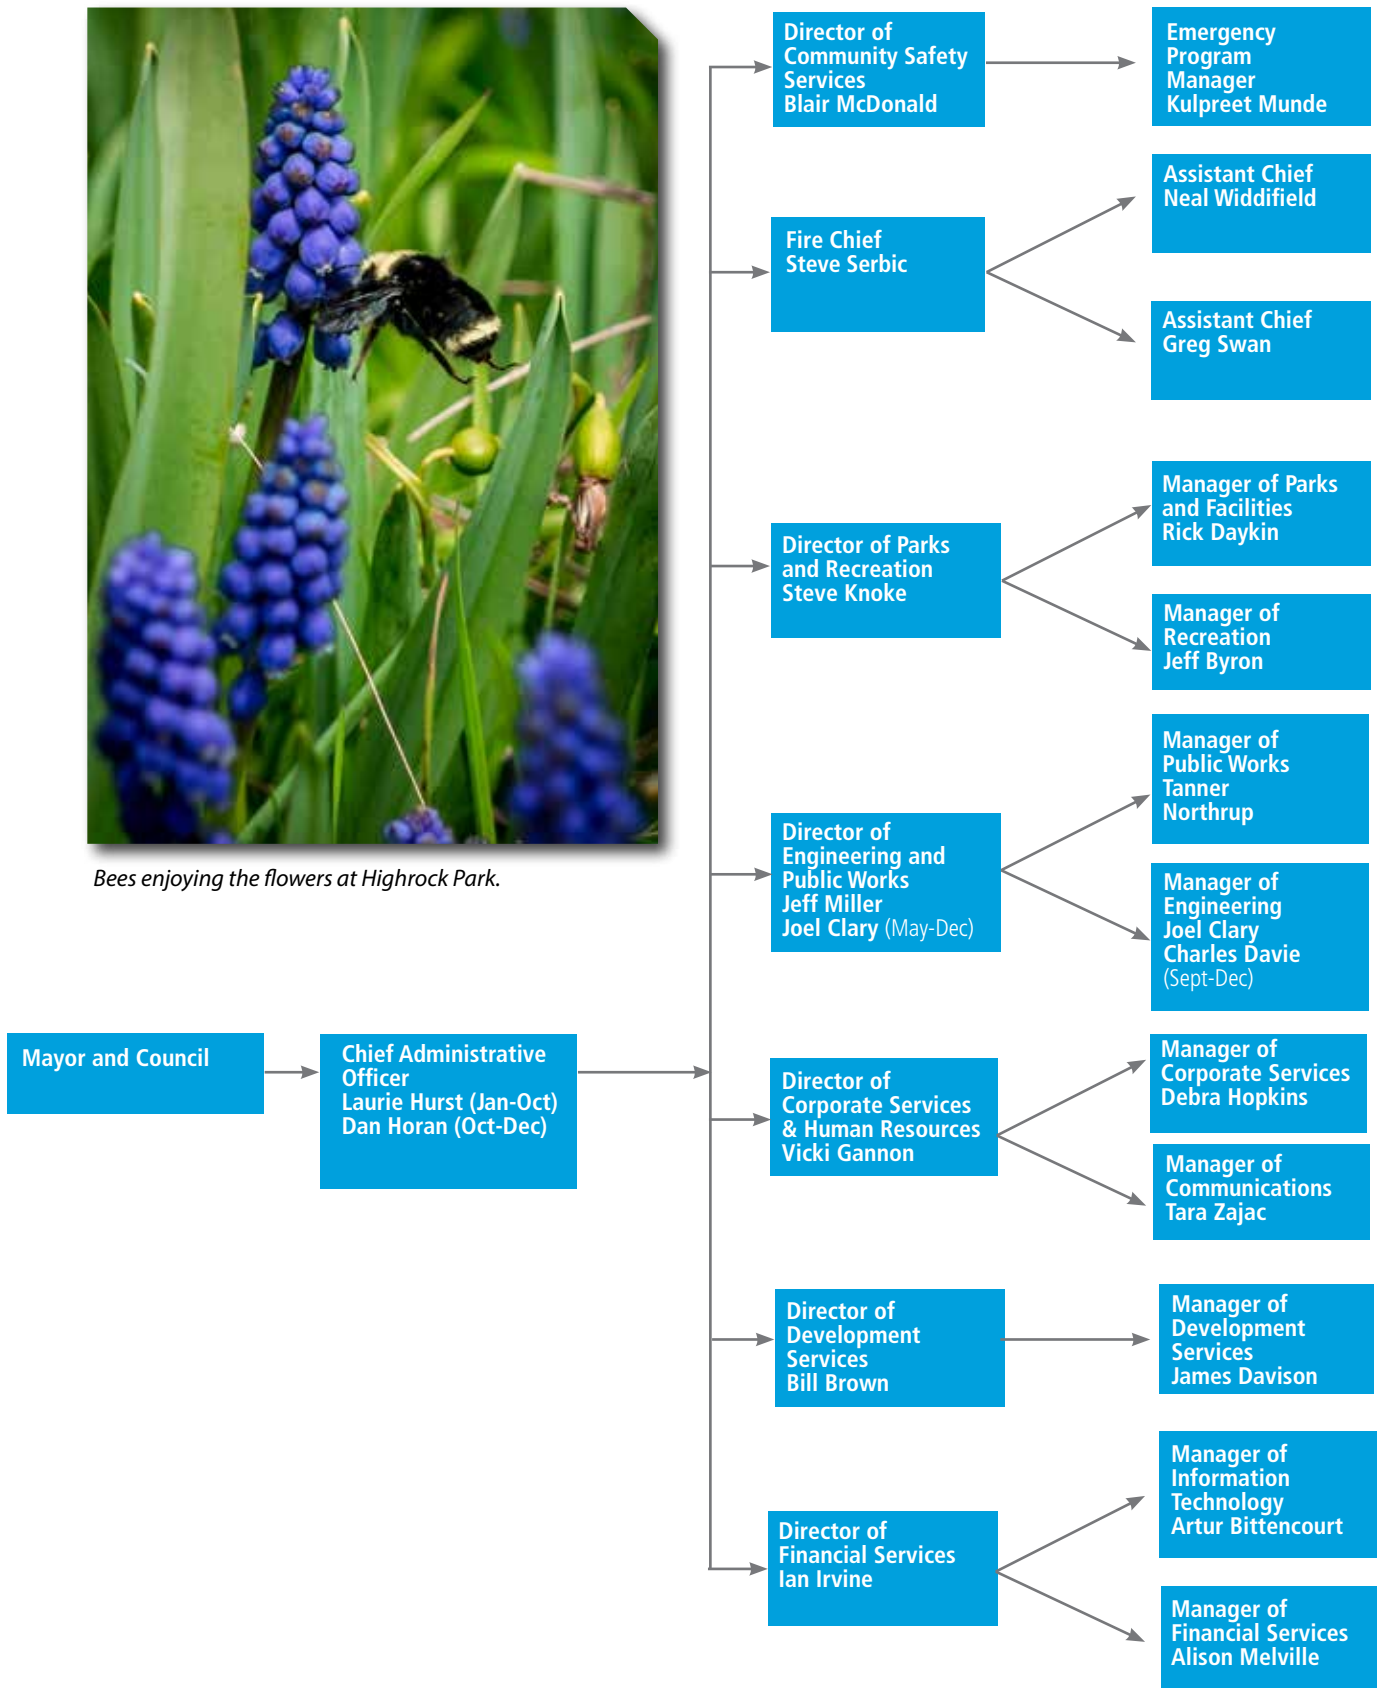 Director of
Community Safety
Services
Blair McDonald
Emergency
Program
Manager
Kulpreet Munde
Fire Chief
Steve Serbic
Assistant Chief
Neal Widdifield
Assistant Chief
Greg Swan
Director of Parks
and Recreation
Steve Knoke
Manager of Parks
and Facilities
Rick Daykin
Manager of
Recreation
Jeff Byron
Director of
Engineering and
Public Works
Jeff Miller
Joel Clary (May-Dec)
Manager of
Public Works
Tanner
Northrup
Manager of
Engineering
Joel Clary
Charles Davie
(Sept-Dec)
Bees enjoying the flowers at Highrock Park.
Mayor and Council
Chief Administrative
Officer
Laurie Hurst (Jan-Oct)
Dan Horan (Oct-Dec)
Director of
Corporate Services
& Human Resources
Vicki Gannon
Manager of
Corporate Services
Debra Hopkins
Manager of
Communications
Tara Zajac
Director of
Development
Services
Bill Brown
Manager of
Development
Services
James Davison
Director of
Financial Services
Ian Irvine
Manager of
Information
Technology
Artur Bittencourt
Manager of
Financial Services
Alison Melville